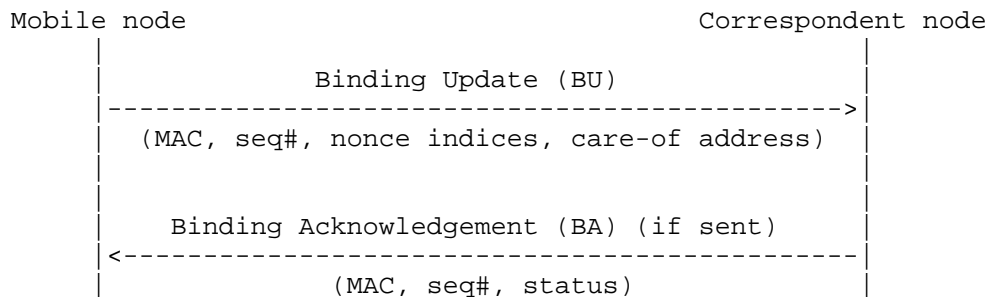 Mobile node Correspondent node
Binding Update (BU)
(MAC, seq#, nonce indices, care-of address)
Binding Acknowledgement (BA) (if sent)
(MAC, seq#, status)